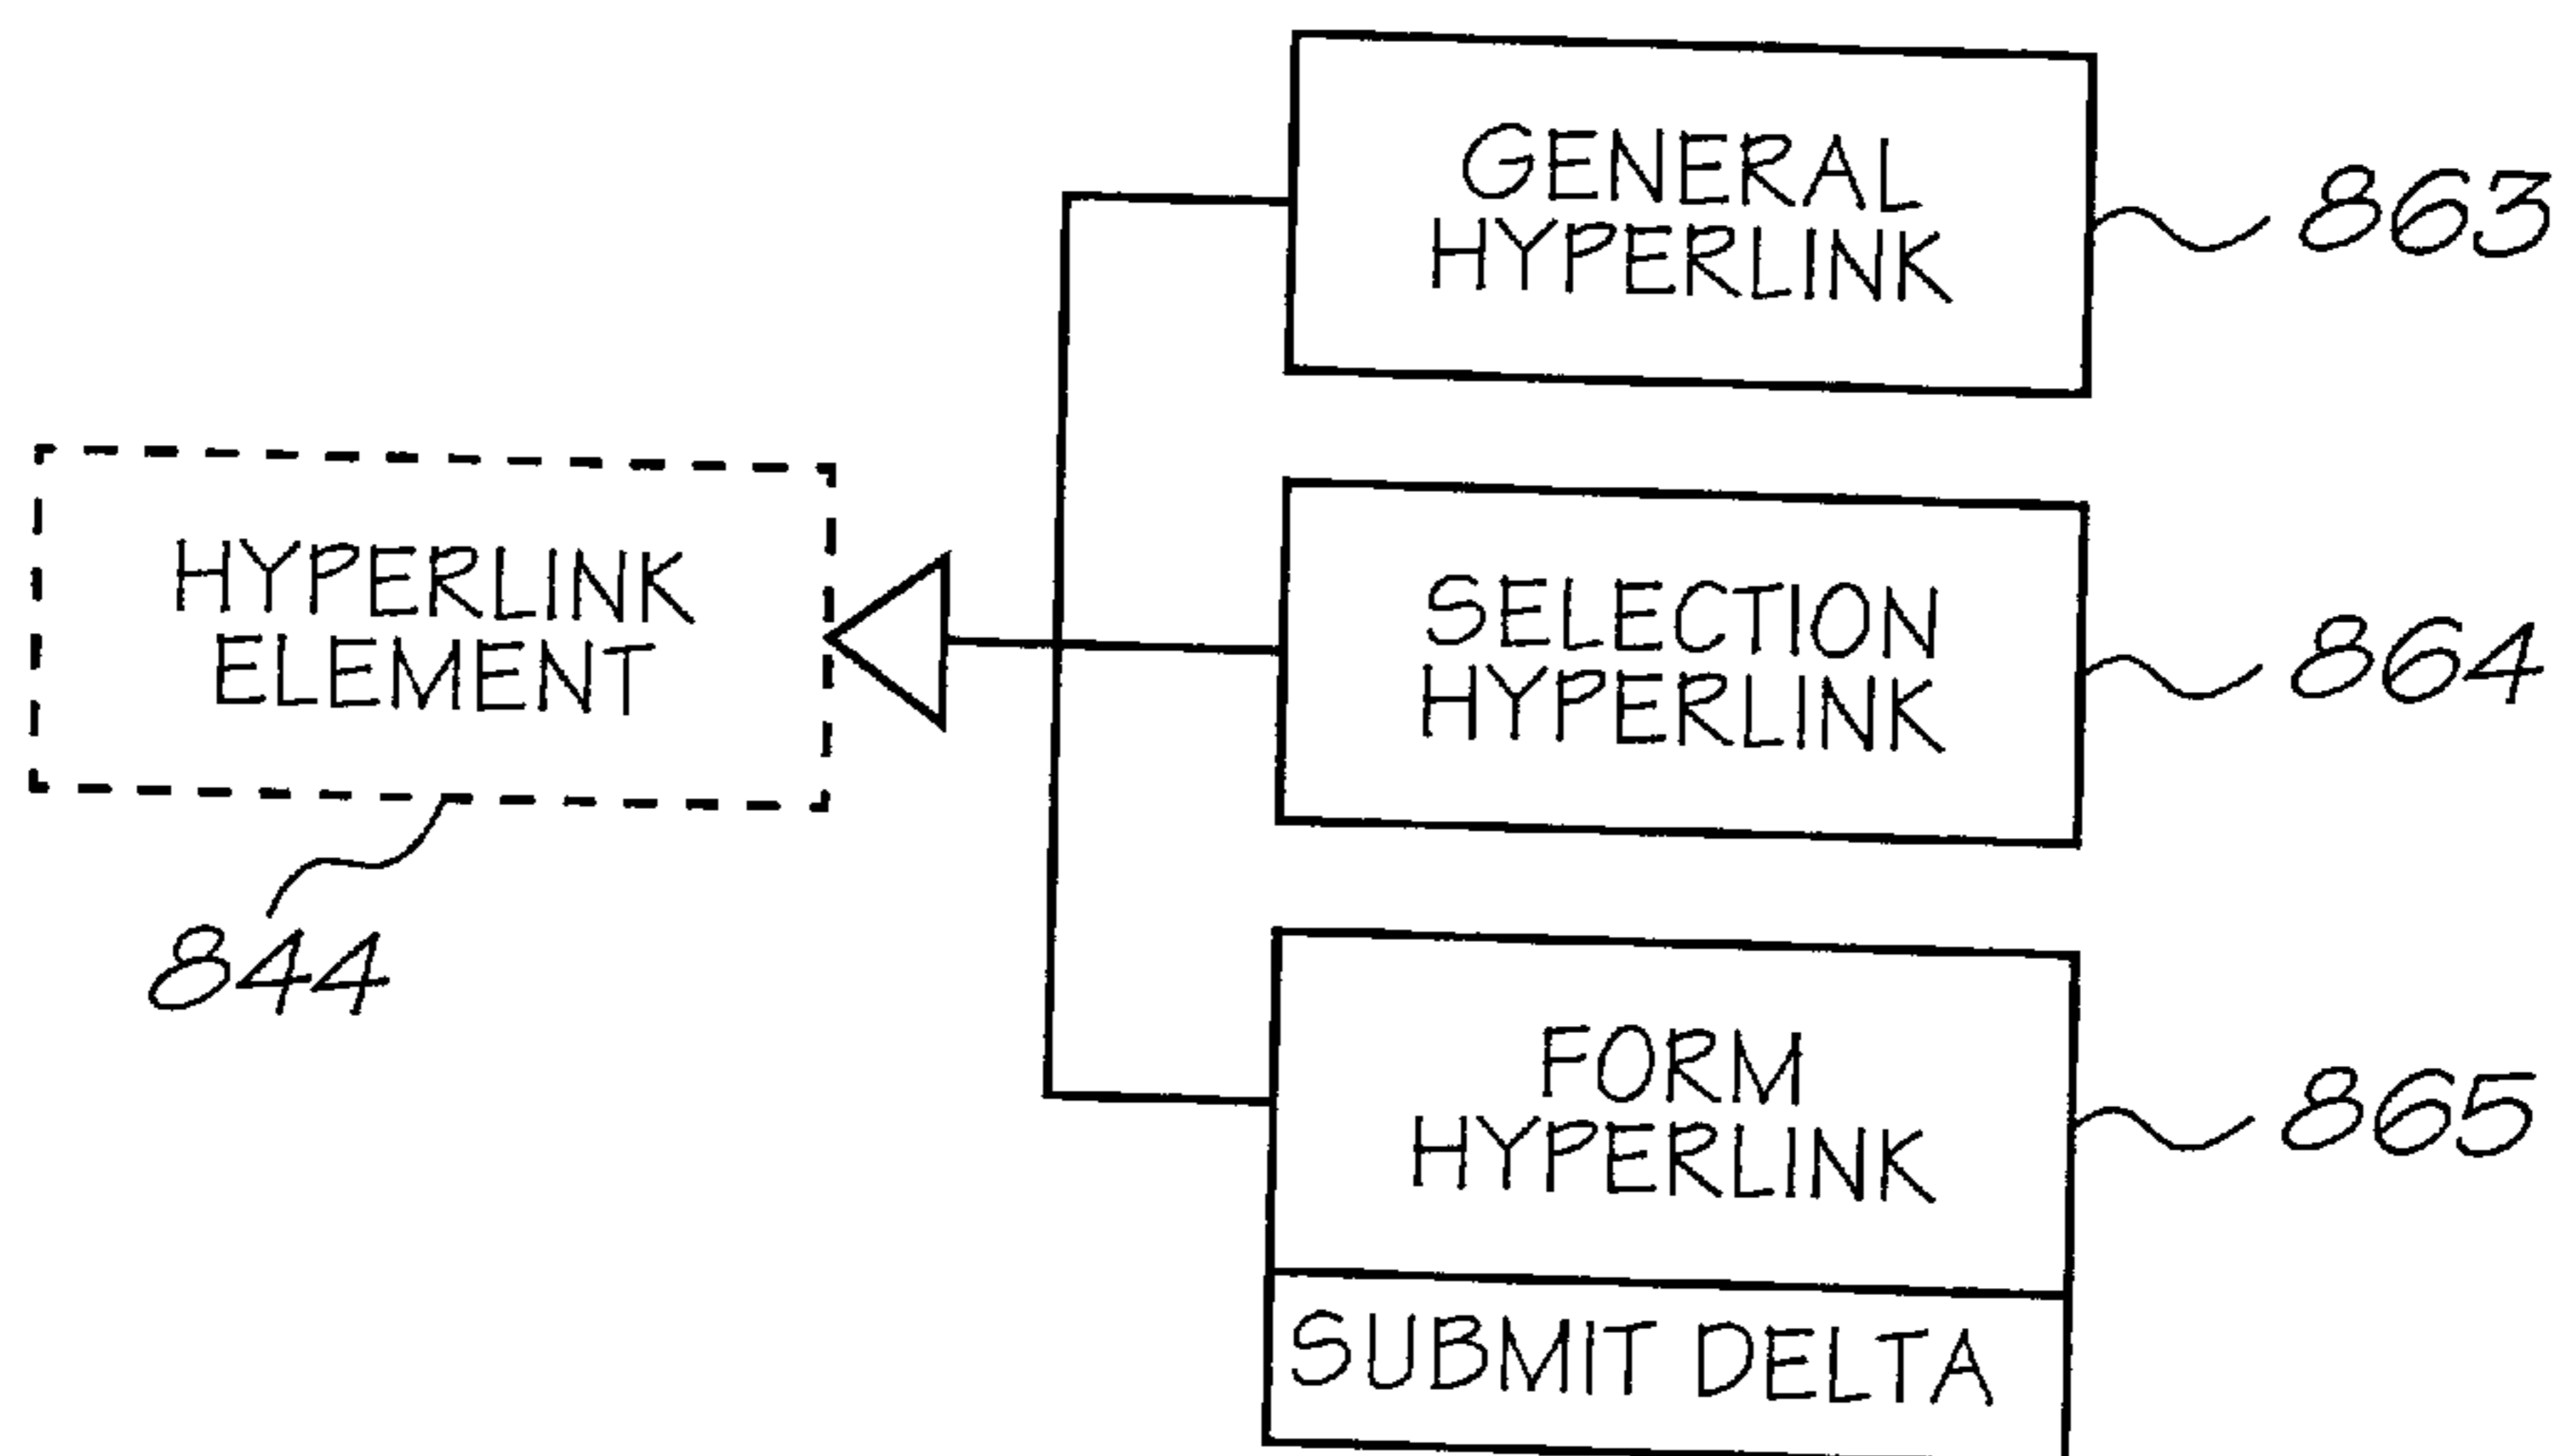 GENERAL
HYPERLINK
863
HYPERLINK
ELEMENT
844
SELECTION
HYPERLINK
864
FORM
HYPERLINK
865
SUBMIT DELTA